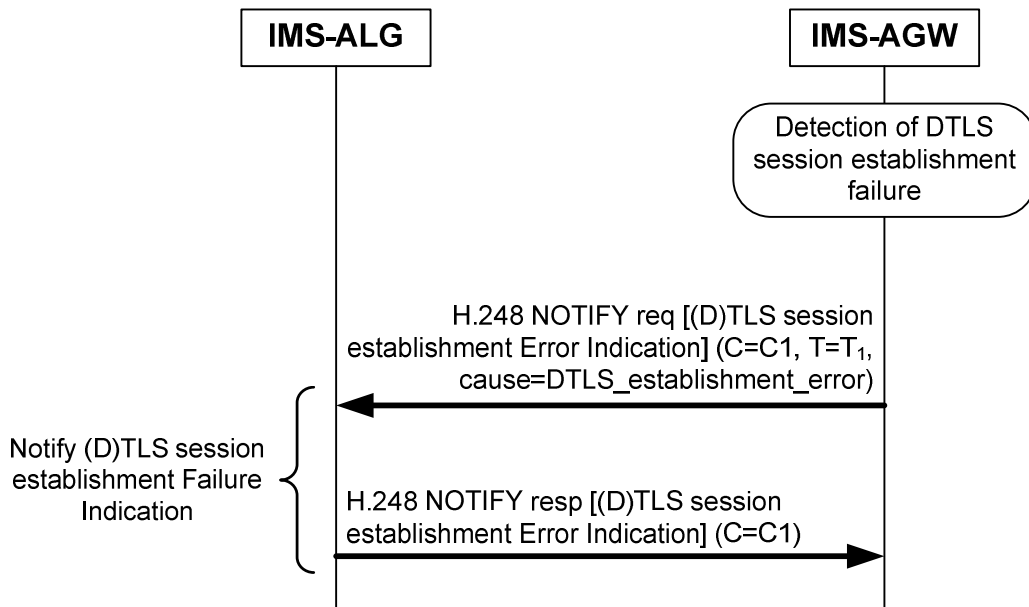 IMS-ALG
IMS-AGW
Detection of DTLS
session establishment
failure
H.248 NOTIFY req [(D)TLS session
establishment Error Indication] (C=C1, T=T₁,
cause=DTLS_establishment_error)
Notify (D)TLS session
establishment Failure
Indication
H.248 NOTIFY resp [(D)TLS session
establishment Error Indication] (C=C1)